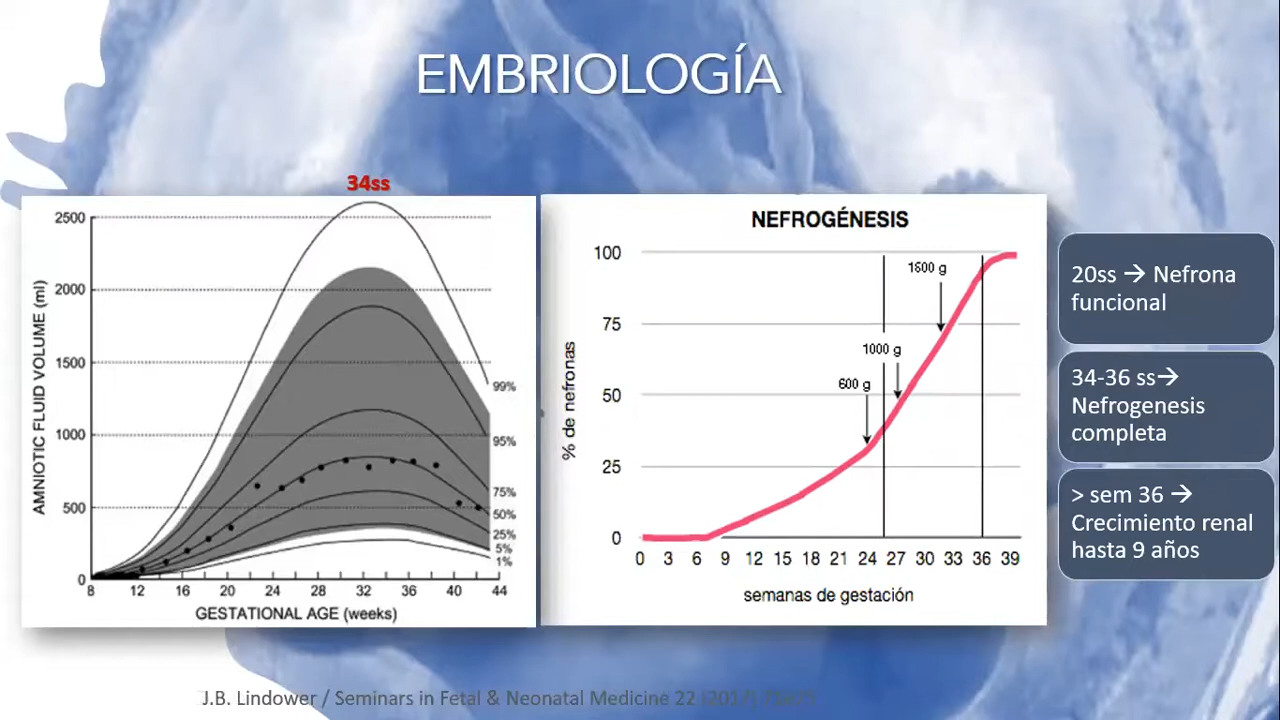 EMBRIOLOGÍA
34ss
AMNIOTIC FLUID VOLUME (ml)
2500
2000
1500
1000
500
0
99%
95%
75%
50%
25%
5%
1%
8 12 16 20 24 28 32 36 40 44
GESTATIONAL AGE (weeks)
NEFROGÉNESIS
% de nefronas
100
75
50
25
0
600 g
1000 g
1800 g
0 3 6 9 12 15 18 21 24 27 30 33 36 39
semanas de gestación
20ss → Nefrona
funcional
34-36 ss→
Nefrogenesis
completa
> sem 36 →
Crecimiento renal
hasta 9 años
J.B. Lindower / Seminars in Fetal & Neonatal Medicine 22 (2017)